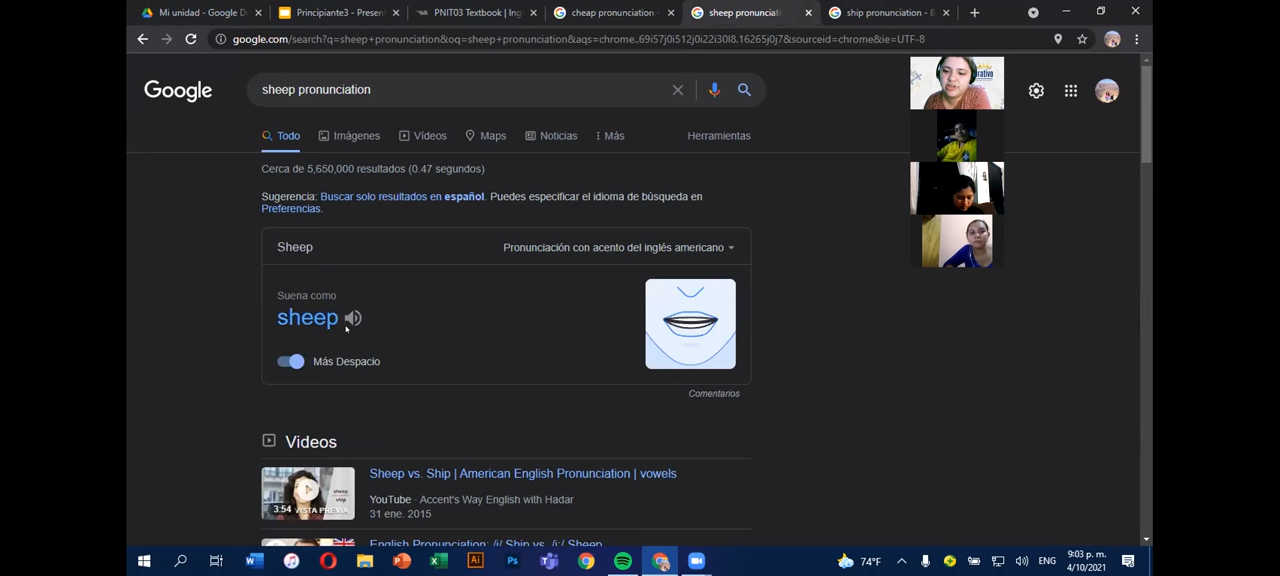 Mi unidad - Google D
Principiante3 - Present
PNIT03 Textbook | Ing
cheap pronunciation -
sheep pronunciati
ship pronunciation - B
google.com/search?q=sheep+pronunciation&oq=sheep+pronunciation&aqs=chrome..69i57j0i512j0i22i30l8.16265j0j7&sourceid=chrome&ie=UTF-8
Google
sheep pronunciation
Todo
Imágenes
Vídeos
Maps
Noticias
Más
Herramientas
Cerca de 5,650,000 resultados (0.47 segundos)
Sugerencia: Buscar solo resultados en español. Puedes especificar el idioma de búsqueda en
Preferencias.
Sheep
Pronunciación con acento del inglés americano
Suena como
sheep
Más Despacio
Comentarios
Videos
Sheep vs. Ship | American English Pronunciation | vowels
YouTube · Accent's Way English with Hadar
31 ene. 2015
3:54 VISTA PREVIA
English Pronunciation: /i/ Ship vs. /i:/ Sheep
74°F
ENG
9:03 p. m.
4/10/2021